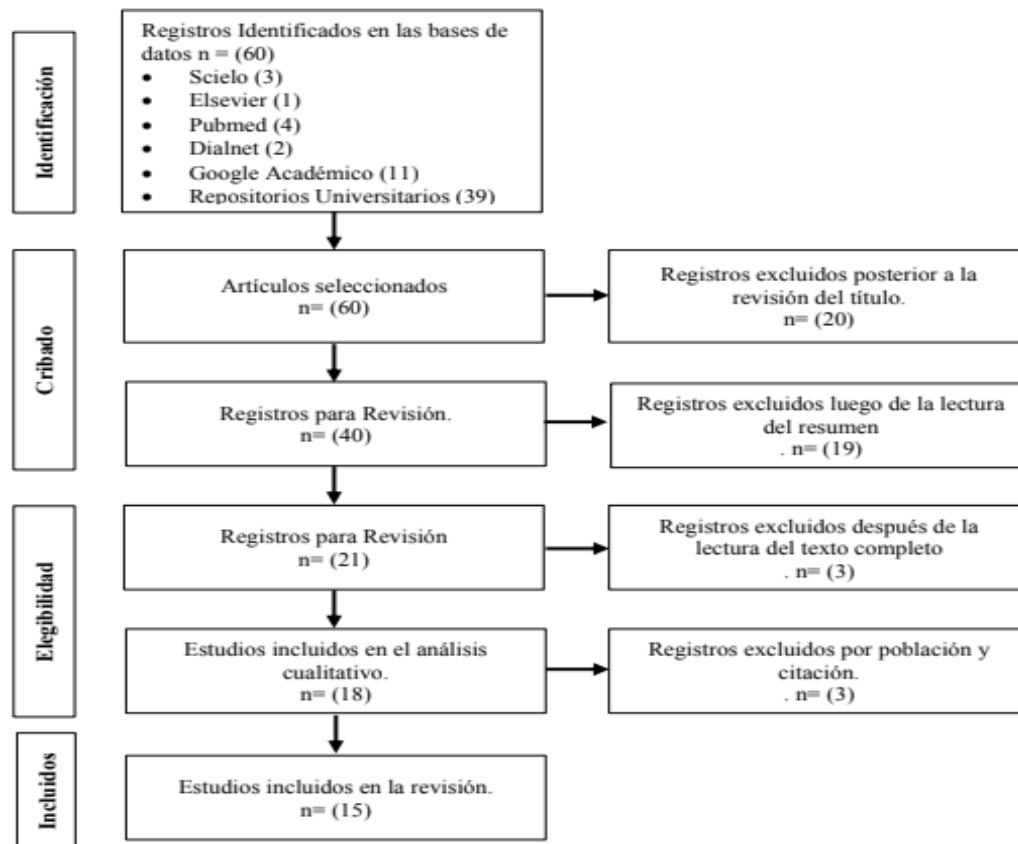 Identificación
Registros Identificados en las bases de
datos n = (60)
• Scielo (3)
• Elsevier (1)
• Pubmed (4)
• Dialnet (2)
• Google Académico (11)
• Repositorios Universitarios (39)
Cribado
Artículos seleccionados
n= (60)
Registros excluidos posterior a la
revisión del título.
n= (20)
Registros para Revisión.
n= (40)
Registros excluidos luego de la lectura
del resumen
. n= (19)
Elegibilidad
Registros para Revisión
n= (21)
Registros excluidos después de la
lectura del texto completo
. n= (3)
Estudios incluidos en el análisis
cualitativo.
n= (18)
Registros excluidos por población y
citación.
. n= (3)
Incluidos
Estudios incluidos en la revisión.
n= (15)